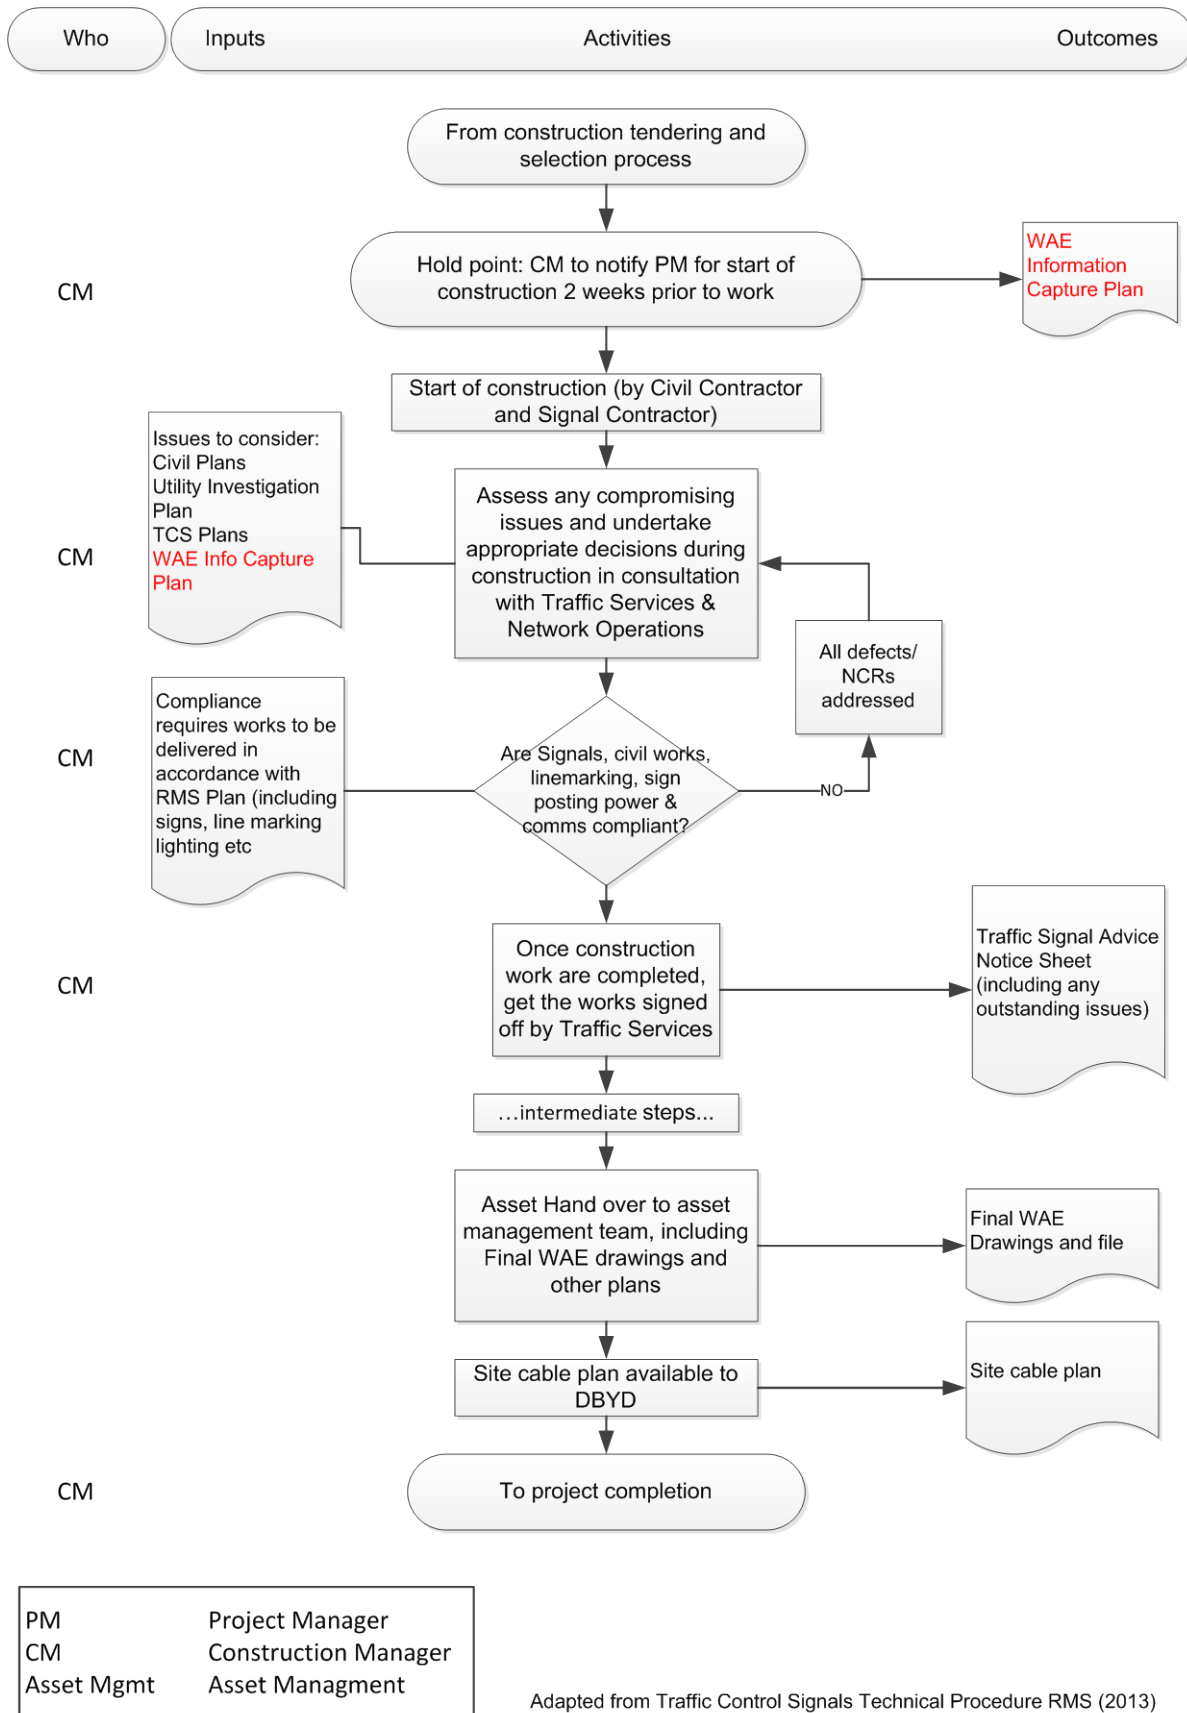 Who
Inputs
Activities
Outcomes
From construction tendering and
selection process
CM
Hold point: CM to notify PM for start of
construction 2 weeks prior to work
WAE
Information
Capture Plan
Start of construction (by Civil Contractor
and Signal Contractor)
CM
Issues to consider:
Civil Plans
Utility Investigation
Plan
TCS Plans
WAE Info Capture
Plan
Assess any compromising
issues and undertake
appropriate decisions during
construction in consultation
with Traffic Services &
Network Operations
All defects/
NCRs
addressed
CM
Compliance
requires works to be
delivered in
accordance with
RMS Plan (including
signs, line marking
lighting etc
Are Signals, civil works,
linemarking, sign
posting power &
comms compliant?
NO
CM
Once construction
work are completed,
get the works signed
off by Traffic Services
Traffic Signal Advice
Notice Sheet
(including any
outstanding issues)
...intermediate steps...
Asset Hand over to asset
management team, including
Final WAE drawings and
other plans
Final WAE
Drawings and file
Site cable plan available to
DBYD
Site cable plan
CM
To project completion
PM Project Manager
CM Construction Manager
Asset Mgmt Asset Managment
Adapted from Traffic Control Signals Technical Procedure RMS (2013)